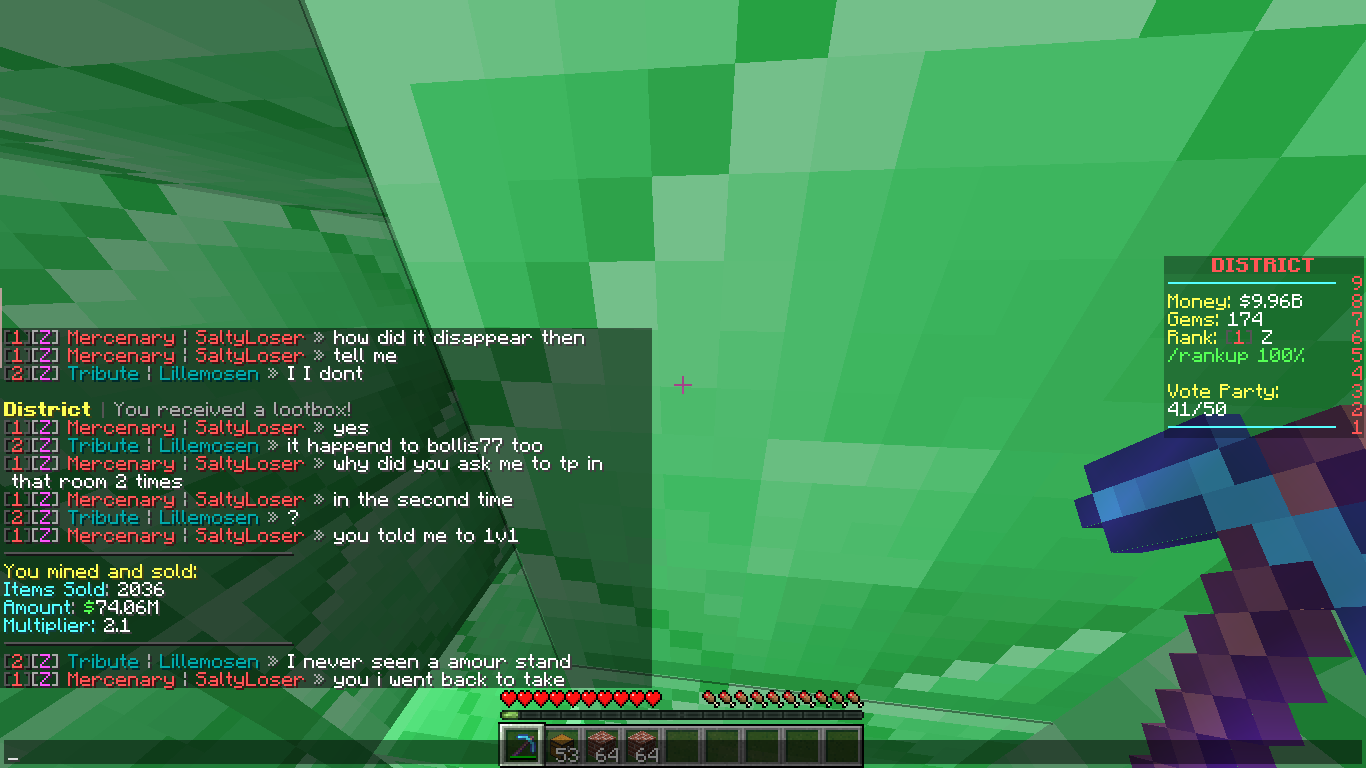 [1][Z] Mercenary ¦ SaltyLoser » how did it disappear then
[1][Z] Mercenary ¦ SaltyLoser » tell me
[2][Z] Tribute ¦ Lillemosen » I I dont
District | You received a lootbox!
[1][Z] Mercenary ¦ SaltyLoser » yes
[2][Z] Tribute ¦ Lillemosen » it happend to bollis77 too
[1][Z] Mercenary ¦ SaltyLoser » why did you ask me to tp in
that room 2 times
[1][Z] Mercenary ¦ SaltyLoser » in the second time
[2][Z] Tribute ¦ Lillemosen » ?
[1][Z] Mercenary ¦ SaltyLoser » you told me to 1v1
You mined and sold:
Items Sold: 2036
Amount: $74.06M
Multiplier: 2.1
[2][Z] Tribute ¦ Lillemosen » I never seen a amour stand
[1][Z] Mercenary ¦ SaltyLoser » you i went back to take
DISTRICT
9
Money: $9.96B 8
Gems: 174 7
Rank: [1] Z 6
/rankup 100% 5
4
Vote Party: 3
41/50 2
1
53 64 64
_